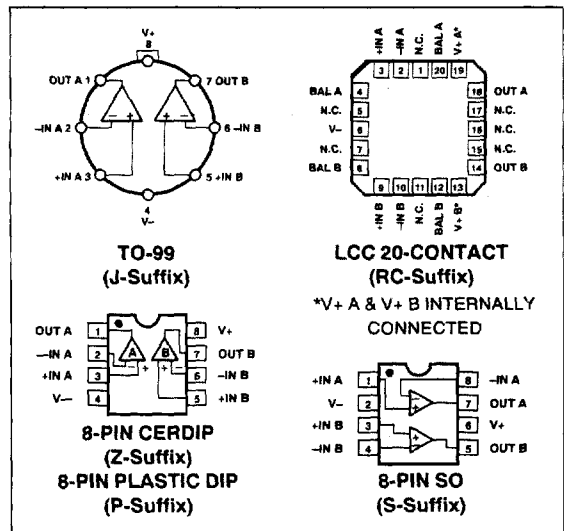 V+
8
OUT A 1
7 OUT B
–IN A 2
6 –IN B
+IN A 3
5 +IN B
4
V–
TO-99
(J-Suffix)
+IN A
–IN A
N.C.
BAL A
V+ A*
3 2 1 20 19
BAL A 4
18 OUT A
N.C. 5
17 N.C.
V– 6
16 N.C.
N.C. 7
15 N.C.
BAL B 8
14 OUT B
9 10 11 12 13
+IN B
–IN B
N.C.
BAL B
V+ B*
LCC 20-CONTACT
(RC-Suffix)
*V+ A & V+ B INTERNALLY
CONNECTED
OUT A 1
8 V+
–IN A 2
A B
7 OUT B
+IN A 3
6 –IN B
V– 4
5 +IN B
8-PIN CERDIP
(Z-Suffix)
8-PIN PLASTIC DIP
(P-Suffix)
+IN A 1
8 –IN A
V– 2
7 OUT A
+IN B 3
6 V+
–IN B 4
5 OUT B
8-PIN SO
(S-Suffix)